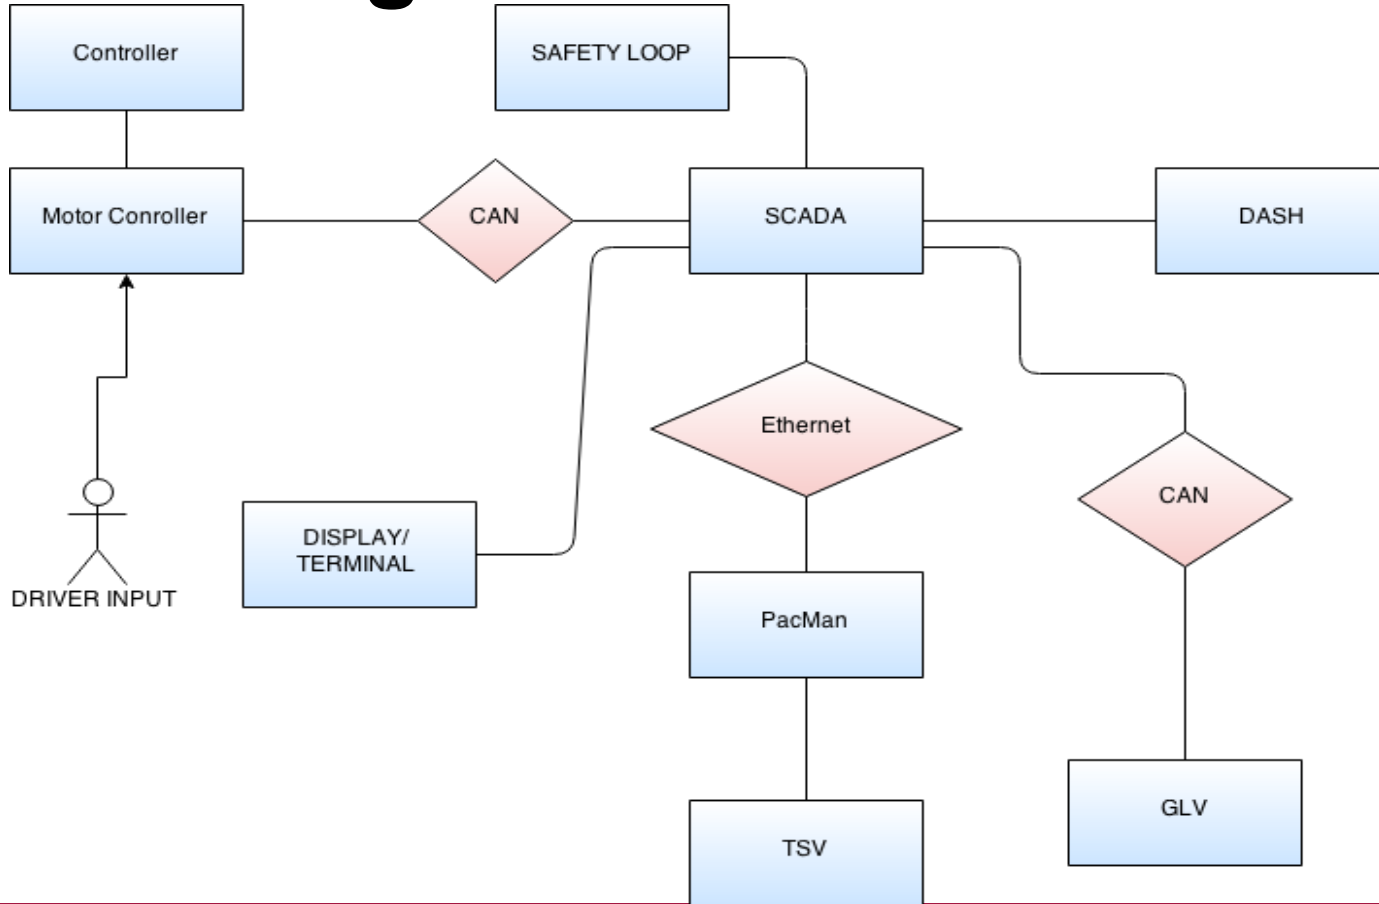 Controller
SAFETY LOOP
Motor Conroller
CAN
SCADA
DASH
Ethernet
CAN
DISPLAY/
TERMINAL
DRIVER INPUT
PacMan
GLV
TSV